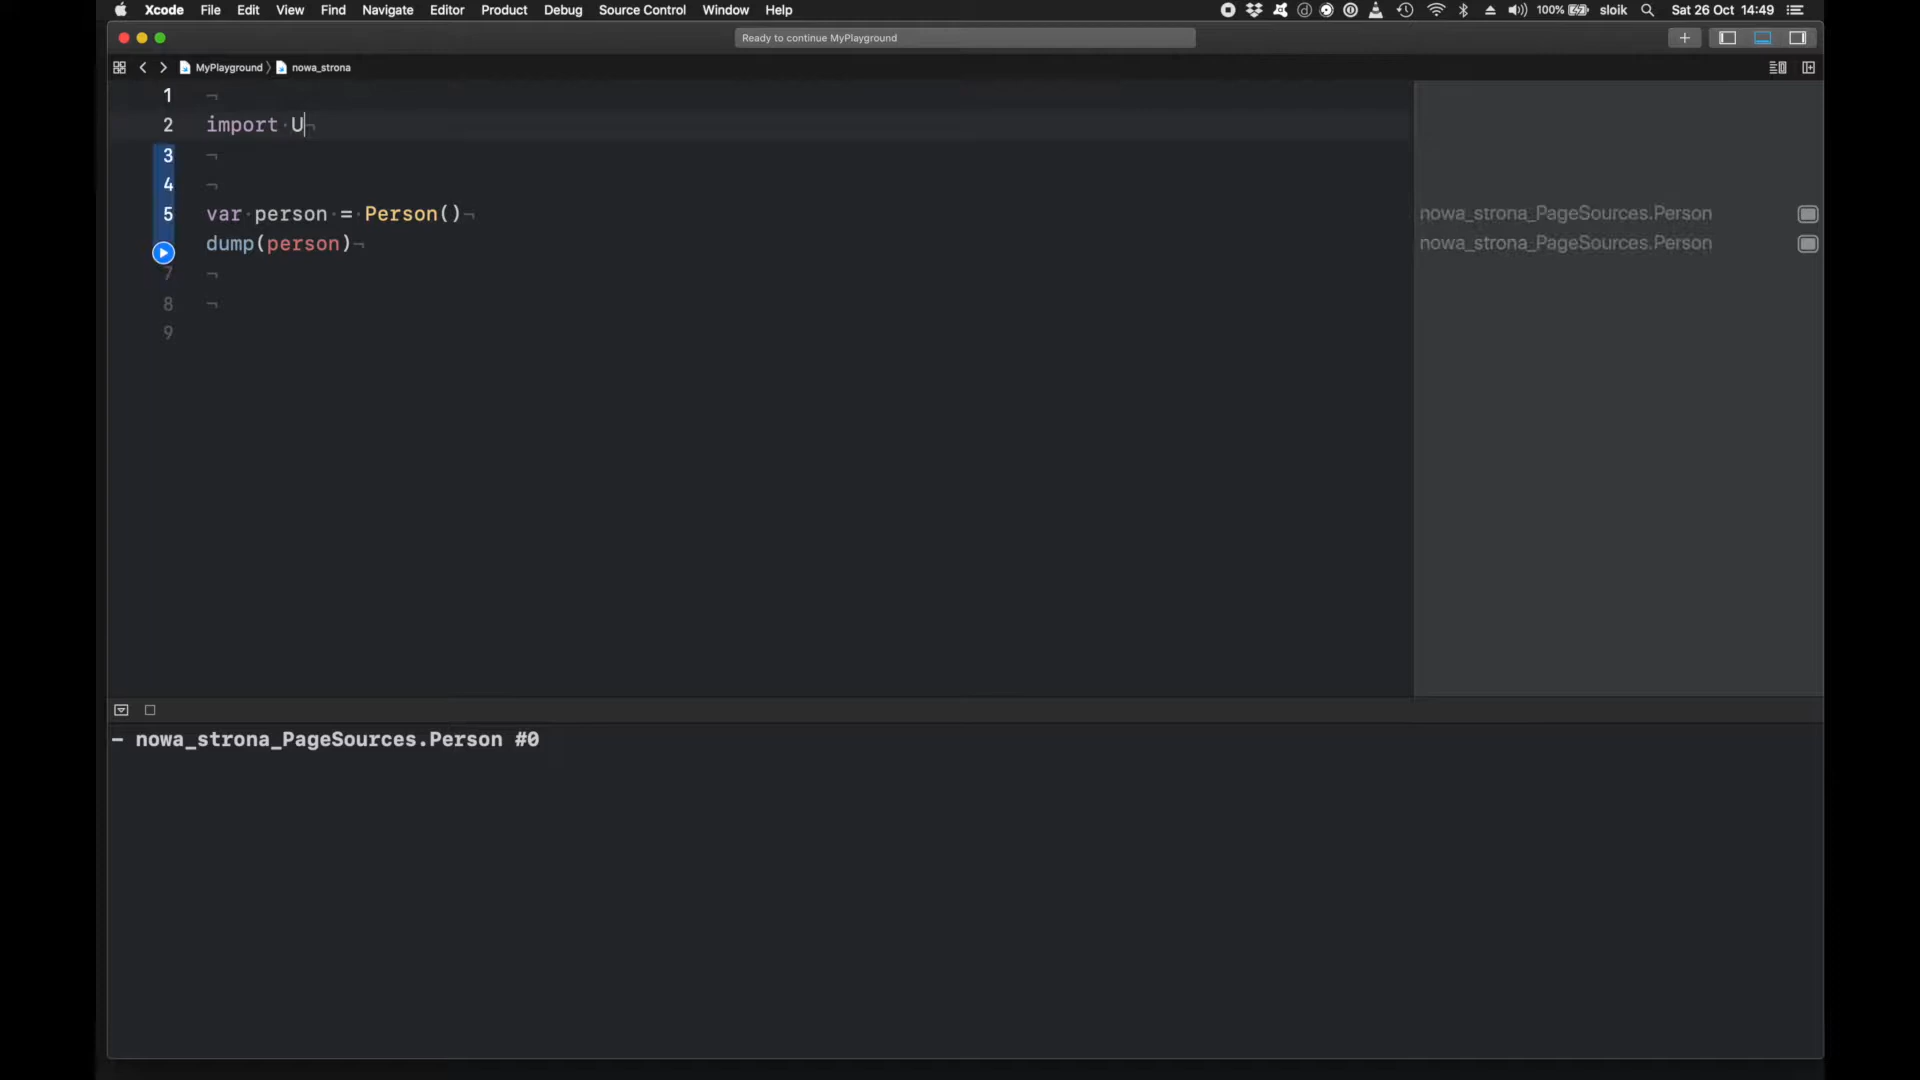 Xcode File Edit View Find Navigate Editor Product Debug Source Control Window Help 100% sloik Sat 26 Oct 14:49
Ready to continue MyPlayground
MyPlayground nowa_strona
1 ¬
2 import·U¬
3 ¬
4 ¬
5 var·person·=·Person()¬
nowa_strona_PageSources.Person
dump(person)¬
nowa_strona_PageSources.Person
7 ¬
8 ¬
9
- nowa_strona_PageSources.Person #0